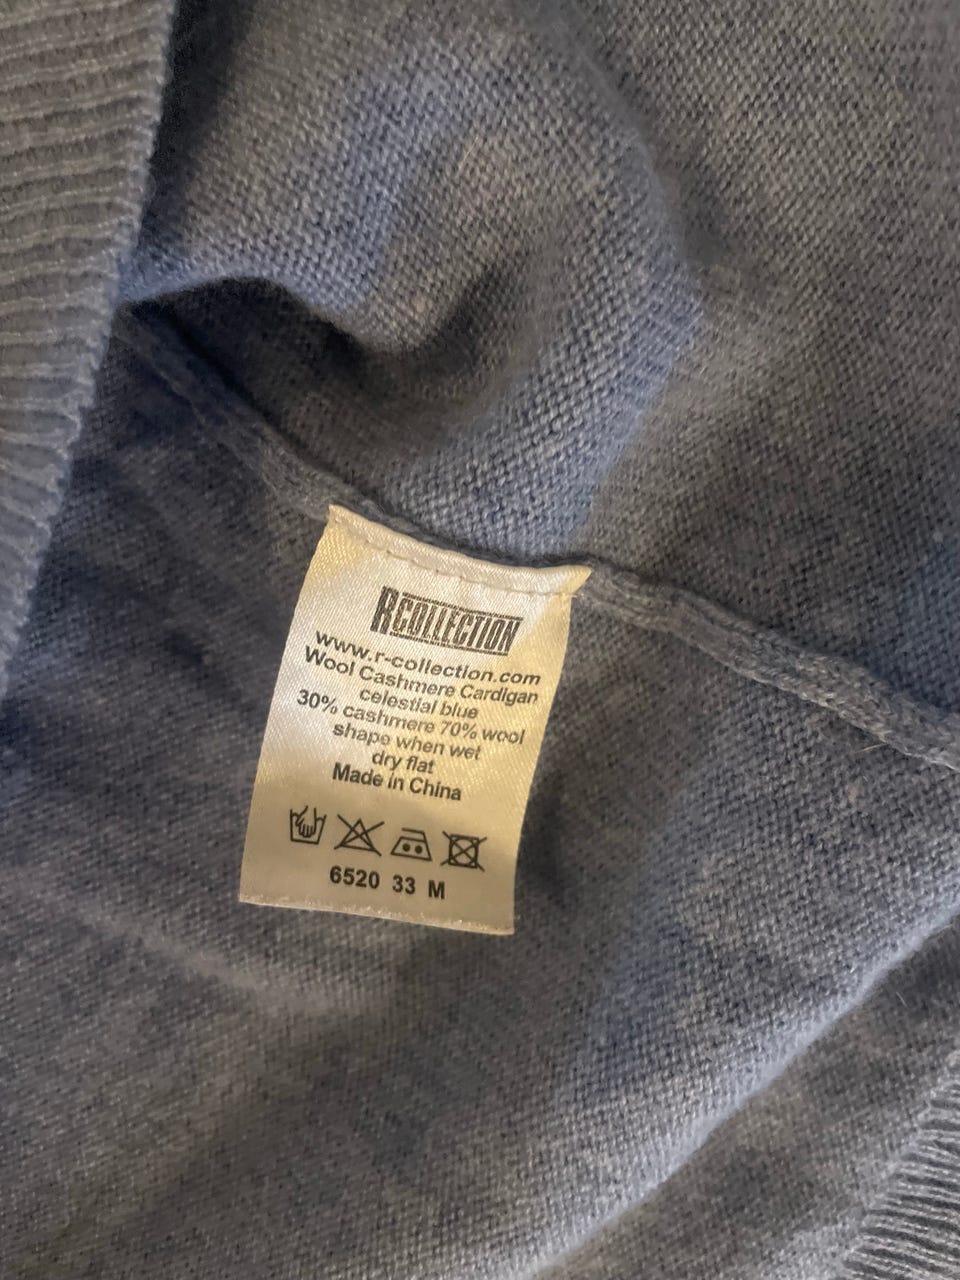 RCOLLECTION
www.r-collection.com
Wool Cashmere Cardigan
celestial blue
30% cashmere 70% wool
shape when wet
dry flat
Made in China
6520 33 M